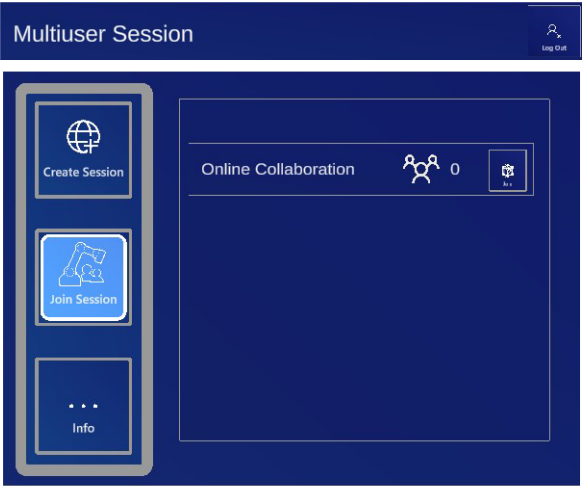 Multiuser Session
Log Out
Create Session
Online Collaboration 0
Join Session
Info